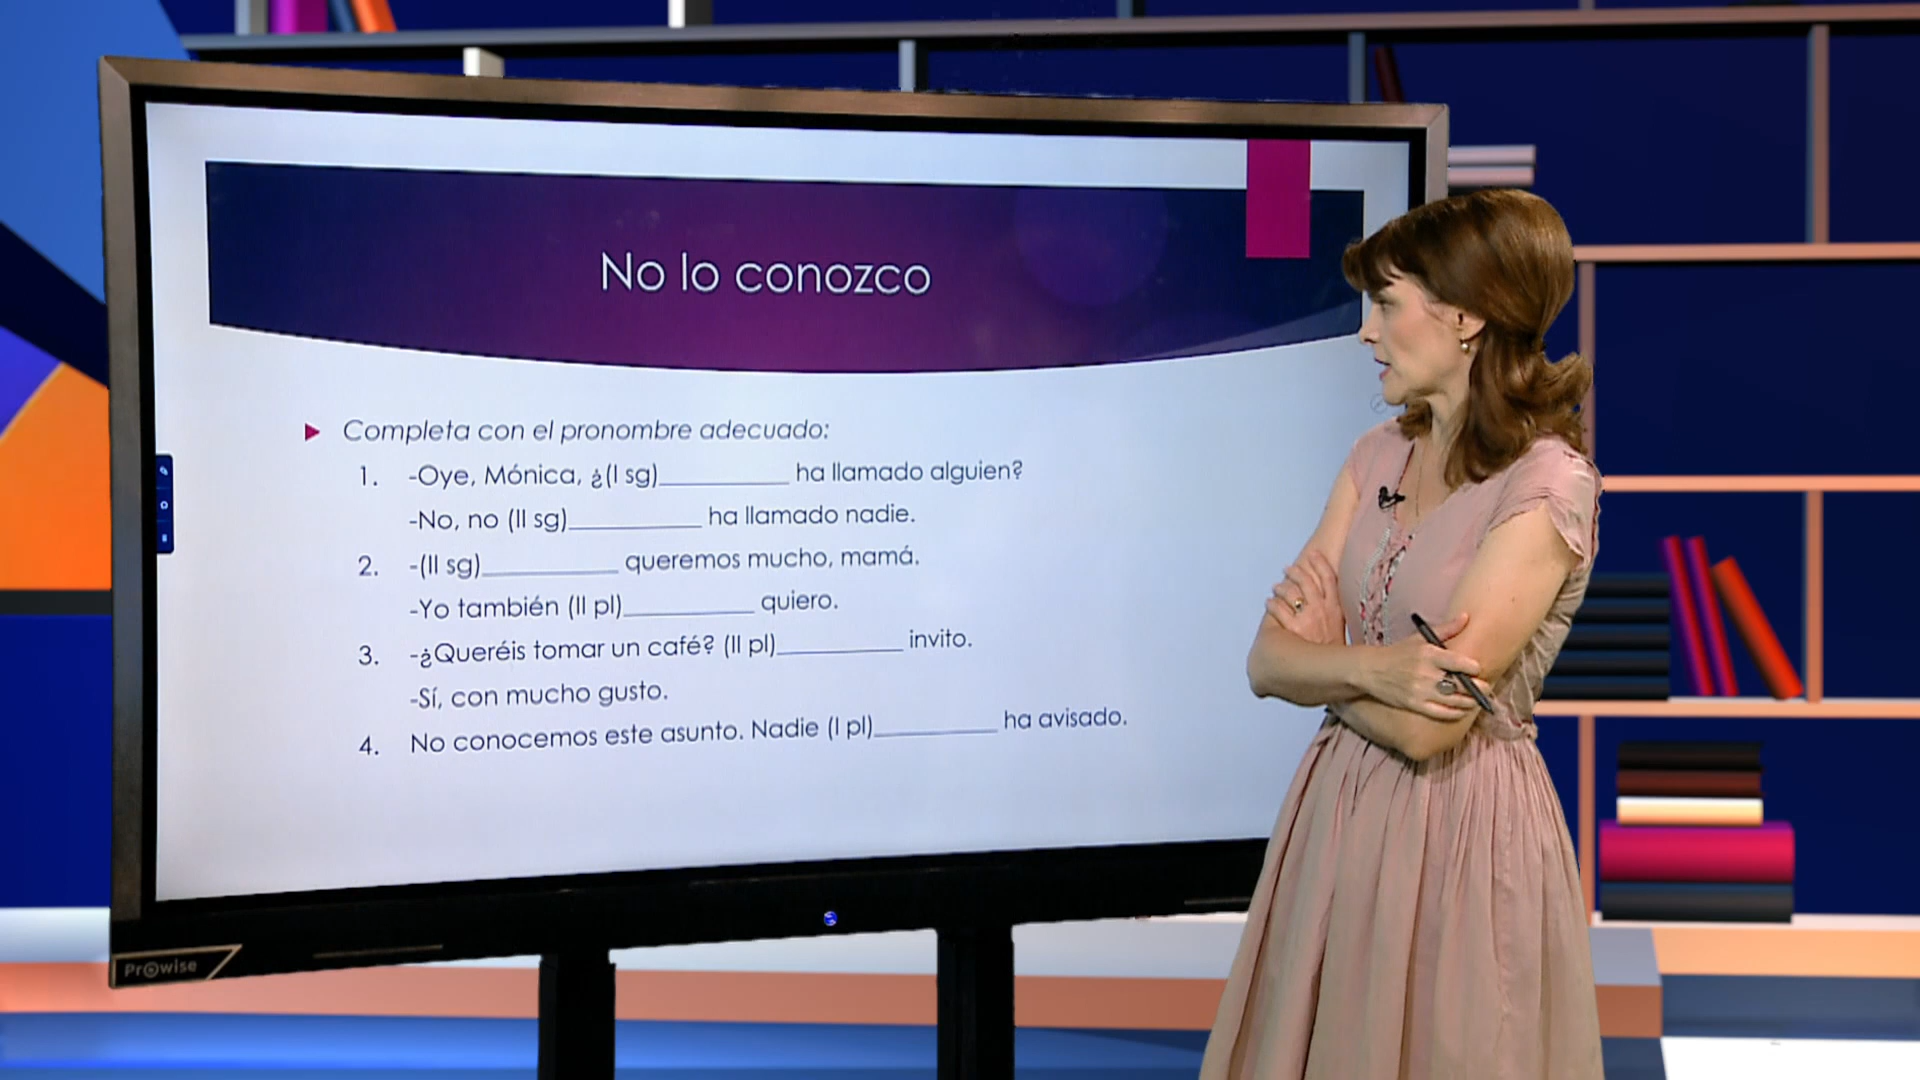 No lo conozco
Completa con el pronombre adecuado:
1. -Oye, Mónica, ¿(I sg)__________ ha llamado alguien?
-No, no (II sg)__________ ha llamado nadie.
2. -(II sg)__________ queremos mucho, mamá.
-Yo también (II pl)__________ quiero.
3. -¿Queréis tomar un café? (II pl)__________ invito.
-Sí, con mucho gusto.
4. No conocemos este asunto. Nadie (I pl)__________ ha avisado.
Prowise